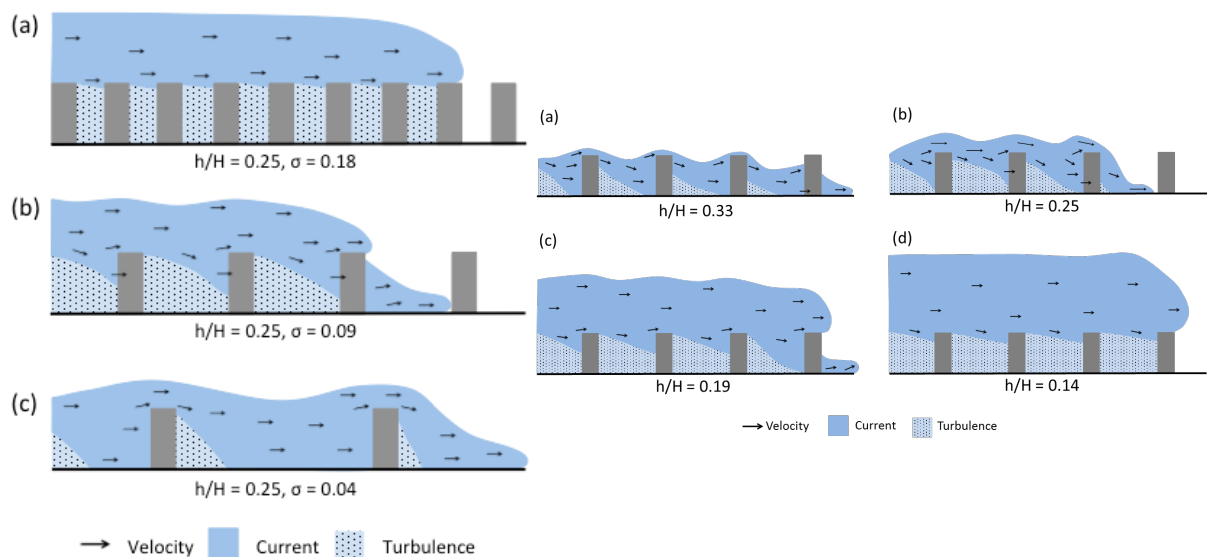 (a)
h/H = 0.25, σ = 0.18
(b)
h/H = 0.25, σ = 0.09
(c)
h/H = 0.25, σ = 0.04
Velocity Current Turbulence
(a)
h/H = 0.33
(b)
h/H = 0.25
(c)
h/H = 0.19
(d)
h/H = 0.14
Velocity Current Turbulence